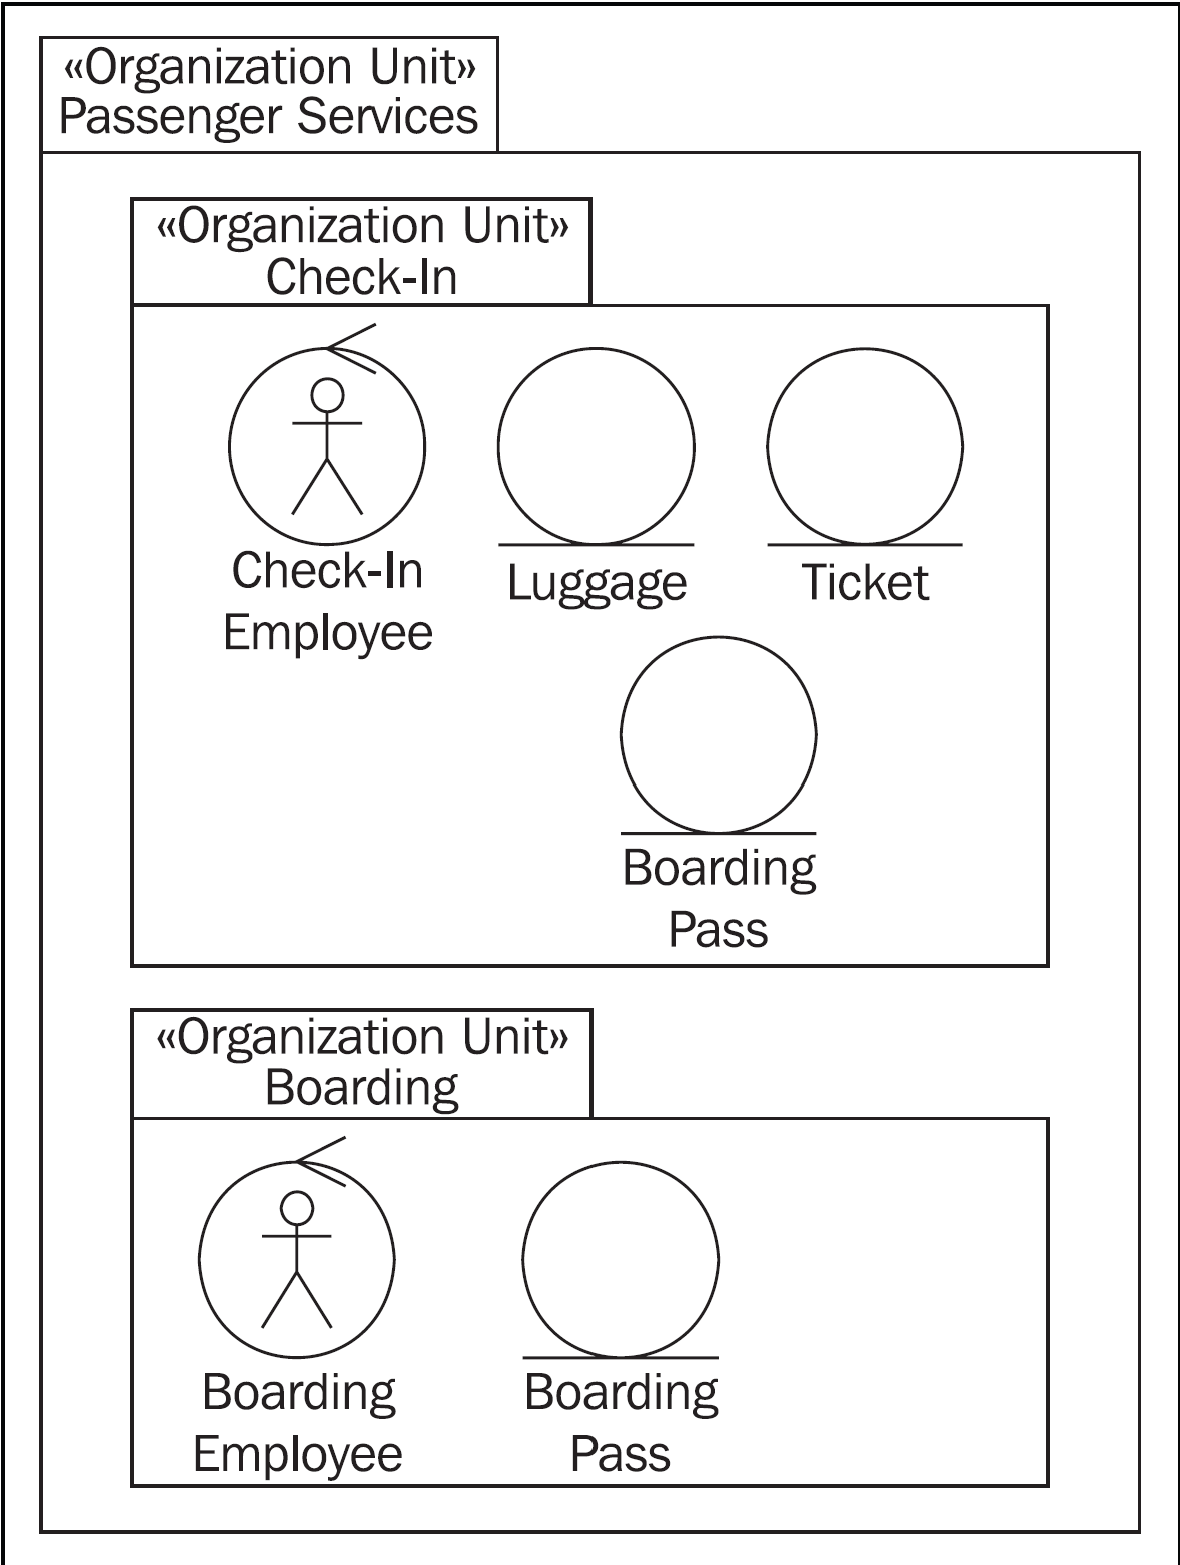 «Organization Unit»
Passenger Services
«Organization Unit»
Check-In
Check-In
Employee
Luggage
Ticket
Boarding
Pass
«Organization Unit»
Boarding
Boarding
Employee
Boarding
Pass